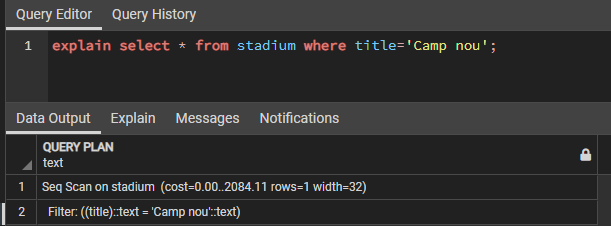 Query Editor Query History
1 explain select * from stadium where title='Camp nou';
Data Output Explain Messages Notifications
QUERY PLAN
text
1 Seq Scan on stadium (cost=0.00..2084.11 rows=1 width=32)
2 Filter: ((title)::text = 'Camp nou'::text)